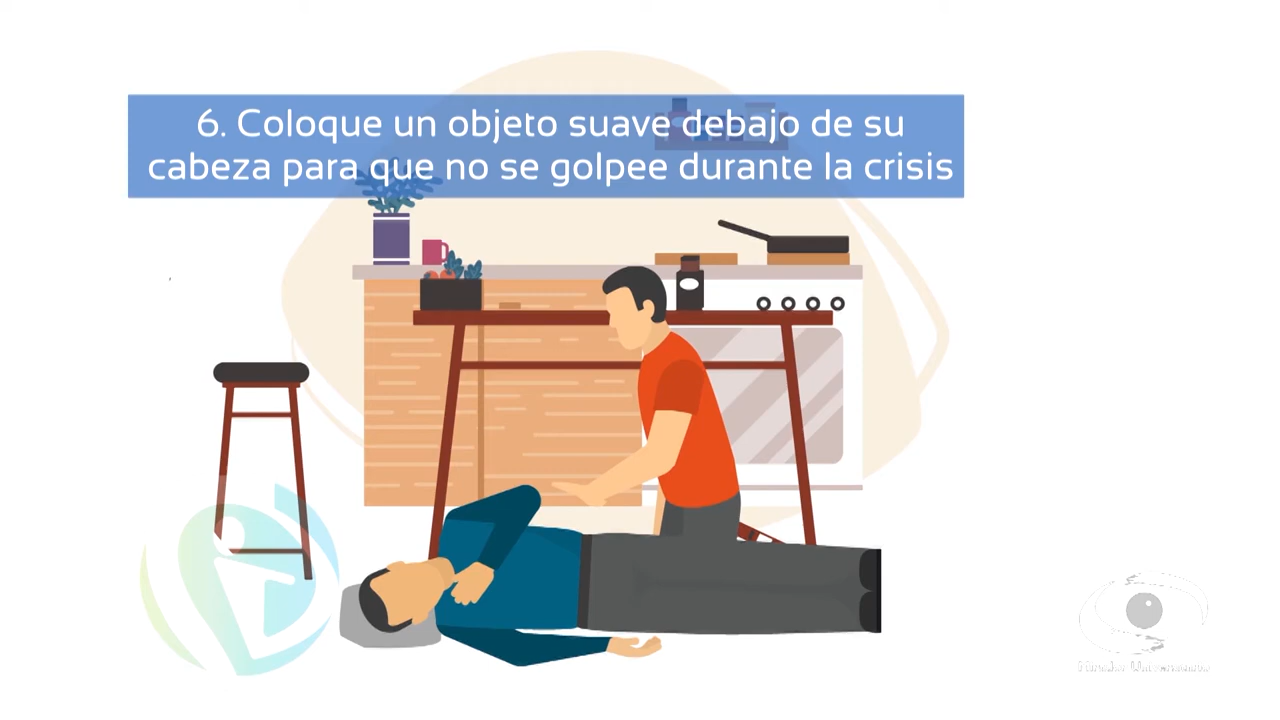 6. Coloque un objeto suave debajo de su
cabeza para que no se golpee durante la crisis